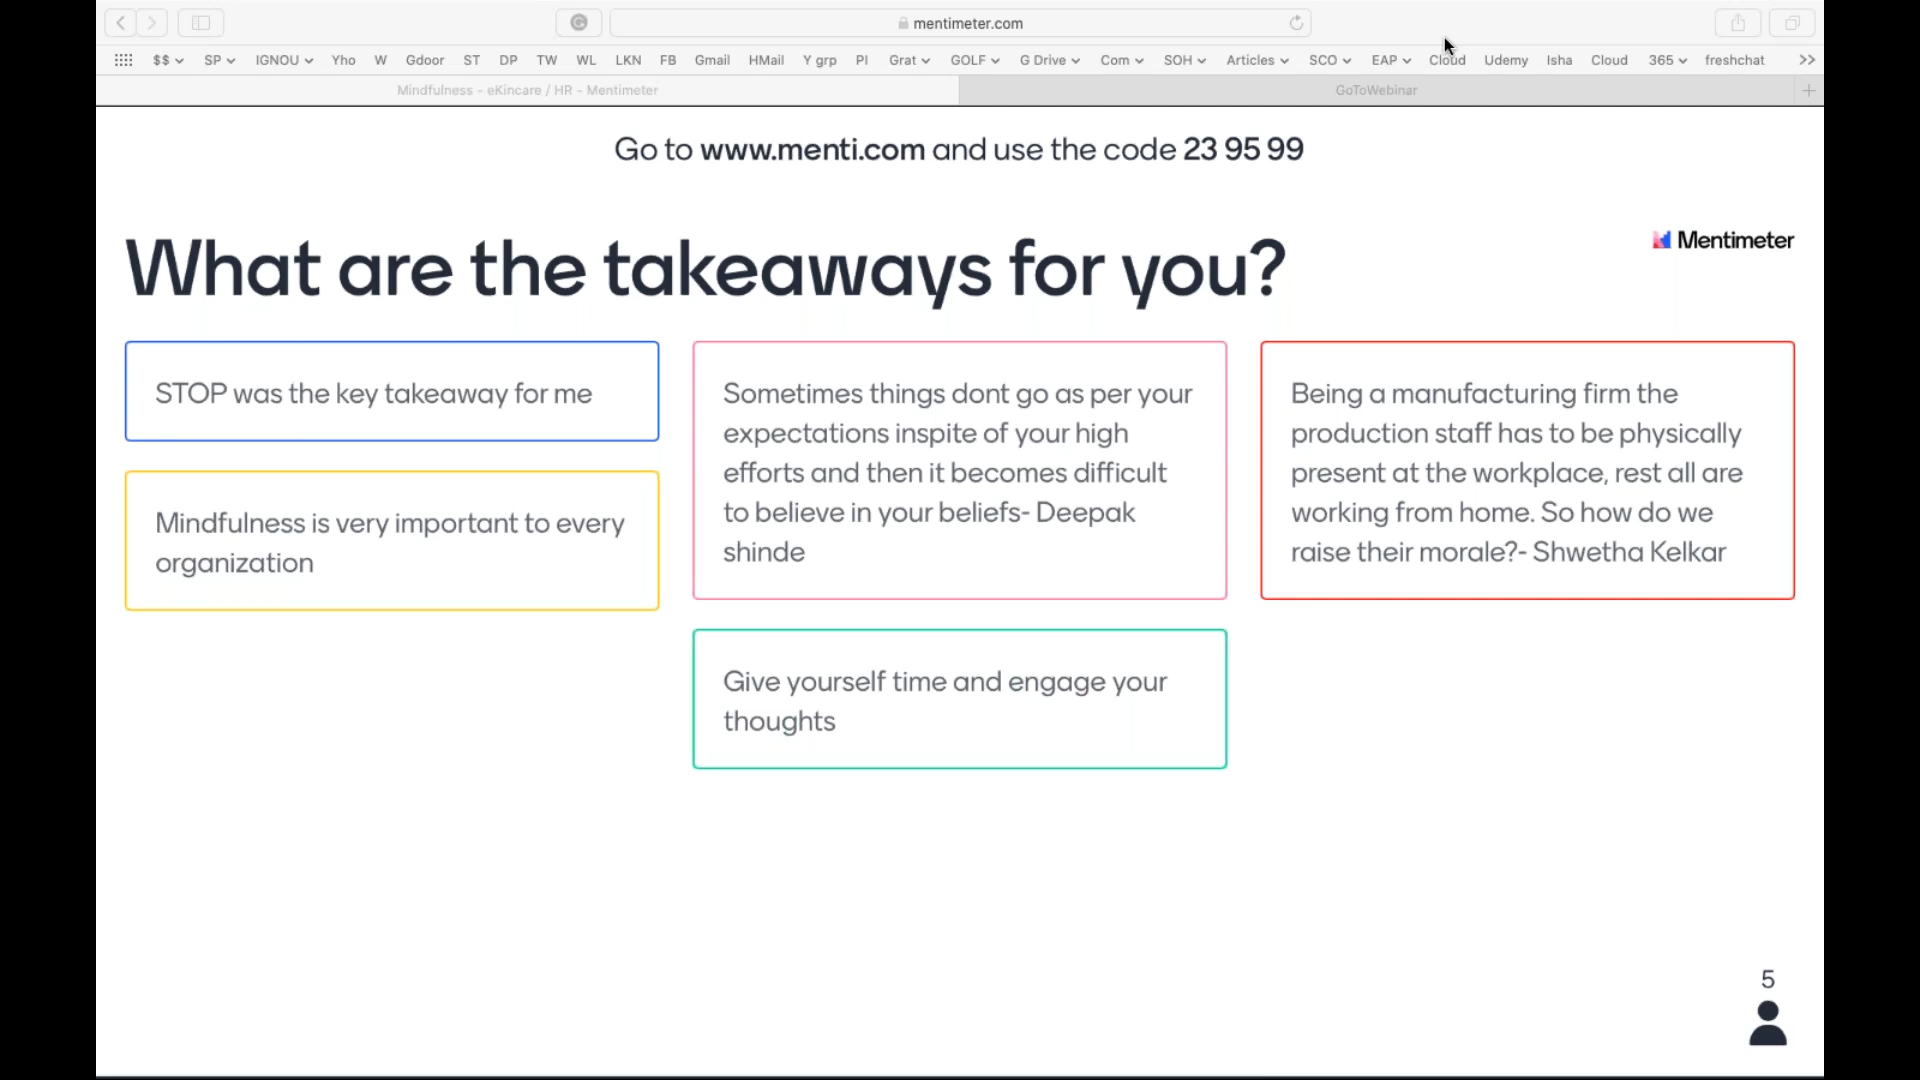 mentimeter.com
$$ SP IGNOU Yho W Gdoor ST DP TW WL LKN FB Gmail HMail Y grp PI Grat GOLF G Drive Com SOH Articles SCO EAP Cloud Udemy Isha Cloud 365 freshchat
Mindfulness - eKincare / HR - Mentimeter
GoToWebinar
Go to www.menti.com and use the code 23 95 99
Mentimeter
What are the takeaways for you?
STOP was the key takeaway for me
Mindfulness is very important to every
organization
Sometimes things dont go as per your
expectations inspite of your high
efforts and then it becomes difficult
to believe in your beliefs- Deepak
shinde
Give yourself time and engage your
thoughts
Being a manufacturing firm the
production staff has to be physically
present at the workplace, rest all are
working from home. So how do we
raise their morale?- Shwetha Kelkar
5